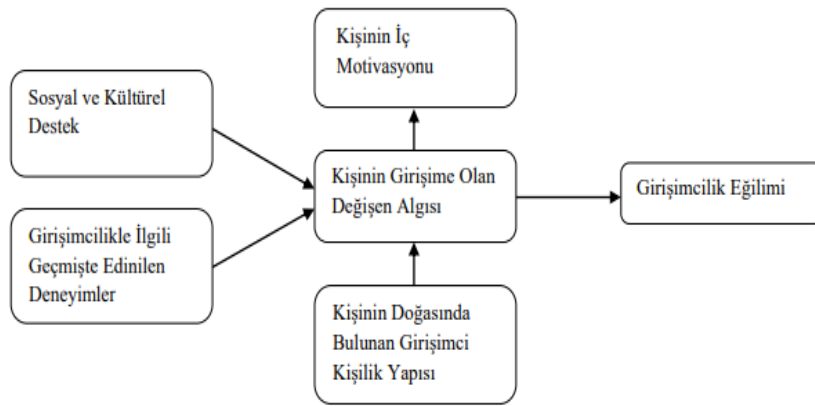 Kişinin İç
Motivasyonu
Sosyal ve Kültürel
Destek
Kişinin Girişime Olan
Değişen Algısı
Girişimcilik Eğilimi
Girişimcilikle İlgili
Geçmişte Edinilen
Deneyimler
Kişinin Doğasında
Bulunan Girişimci
Kişilik Yapısı